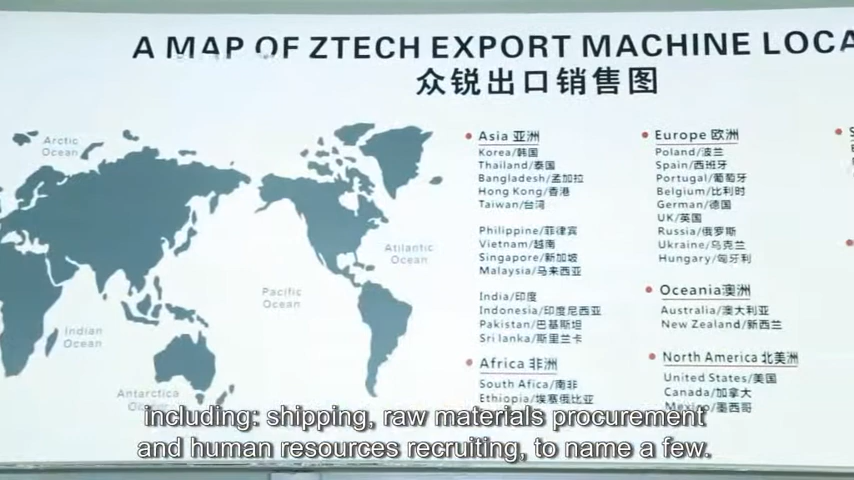 A MAP OF ZTECH EXPORT MACHINE LOCA
众锐出口销售图
Arctic
Ocean
Atlantic
Ocean
Pacific
Ocean
Indian
Ocean
Antarctica
Asia 亚洲
Korea/韩国
Thailand/泰国
Bangladesh/孟加拉
Hong Kong/香港
Taiwan/台湾
Philippine/菲律宾
Vietnam/越南
Singapore/新加坡
Malaysia/马来西亚
India/印度
Indonesia/印度尼西亚
Pakistan/巴基斯坦
Sri lanka/斯里兰卡
Africa 非洲
South Africa/南非
Ethiopia/埃塞俄比亚
Europe 欧洲
Poland/波兰
Spain/西班牙
Portugal/葡萄牙
Belgium/比利时
German/德国
UK/英国
Russia/俄罗斯
Ukraine/乌克兰
Hungary/匈牙利
Oceania澳洲
Australia/澳大利亚
New Zealand/新西兰
North America 北美洲
United States/美国
Canada/加拿大
Mexico/墨西哥
including: shipping, raw materials procurement
and human resources recruiting, to name a few.